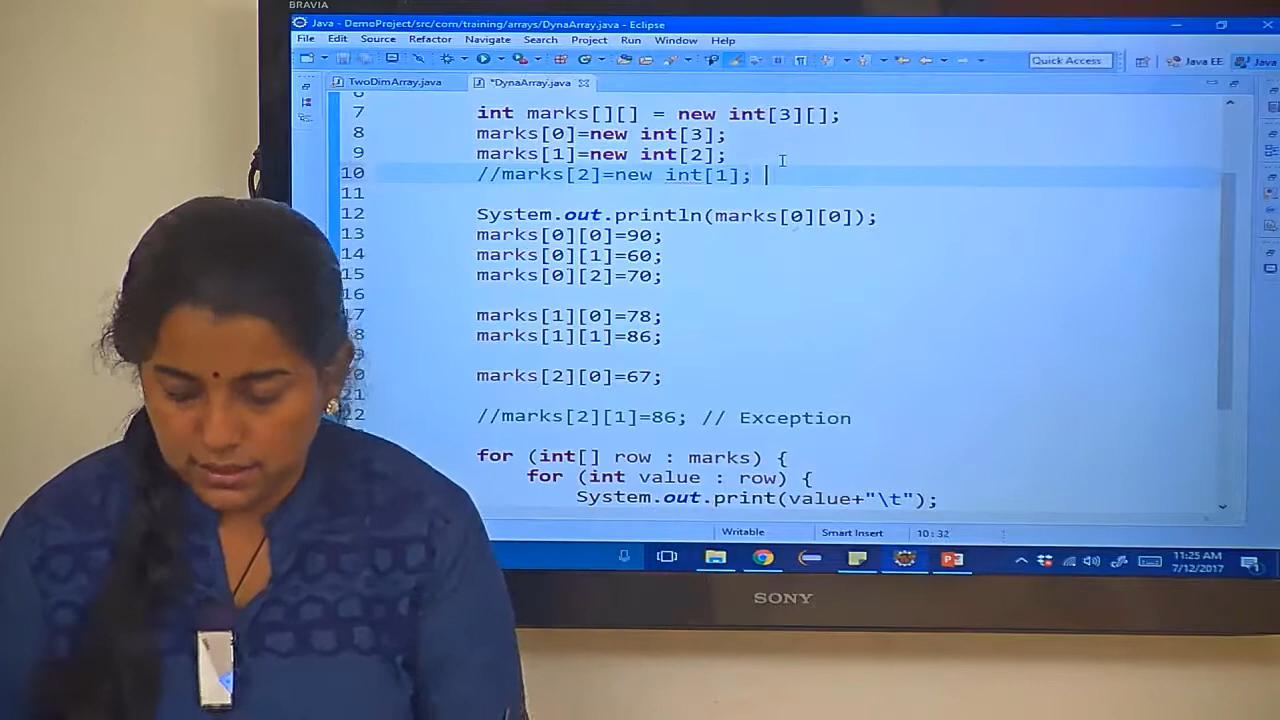 BRAVIA
Java - DemoProject/src/com/training/arrays/DynaArray.java - Eclipse
File Edit Source Refactor Navigate Search Project Run Window Help
Quick Access Java EE Java
TwoDimArray.java *DynaArray.java
6
7 int marks[][] = new int[3][];
8 marks[0]=new int[3];
9 marks[1]=new int[2];
10 //marks[2]=new int[1];
11
12 System.out.println(marks[0][0]);
13 marks[0][0]=90;
14 marks[0][1]=60;
15 marks[0][2]=70;
16
17 marks[1][0]=78;
8 marks[1][1]=86;
9
0 marks[2][0]=67;
21
22 //marks[2][1]=86; // Exception
for (int[] row : marks) {
for (int value : row) {
System.out.print(value+"\t");
Writable Smart Insert 10:32
11:25 AM
7/12/2017
SONY